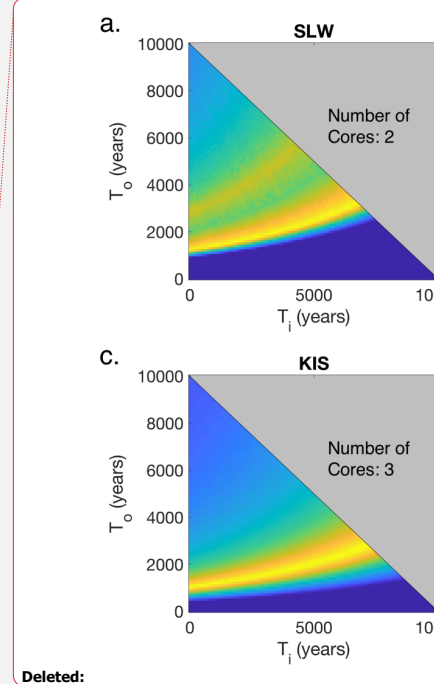 a.
SLW
10000
8000
6000
4000
2000
0
T_o (years)
Number of
Cores: 2
0
5000
10
T_i (years)
c.
KIS
10000
8000
6000
4000
2000
0
T_o (years)
Number of
Cores: 3
0
5000
10
T_i (years)
Deleted: